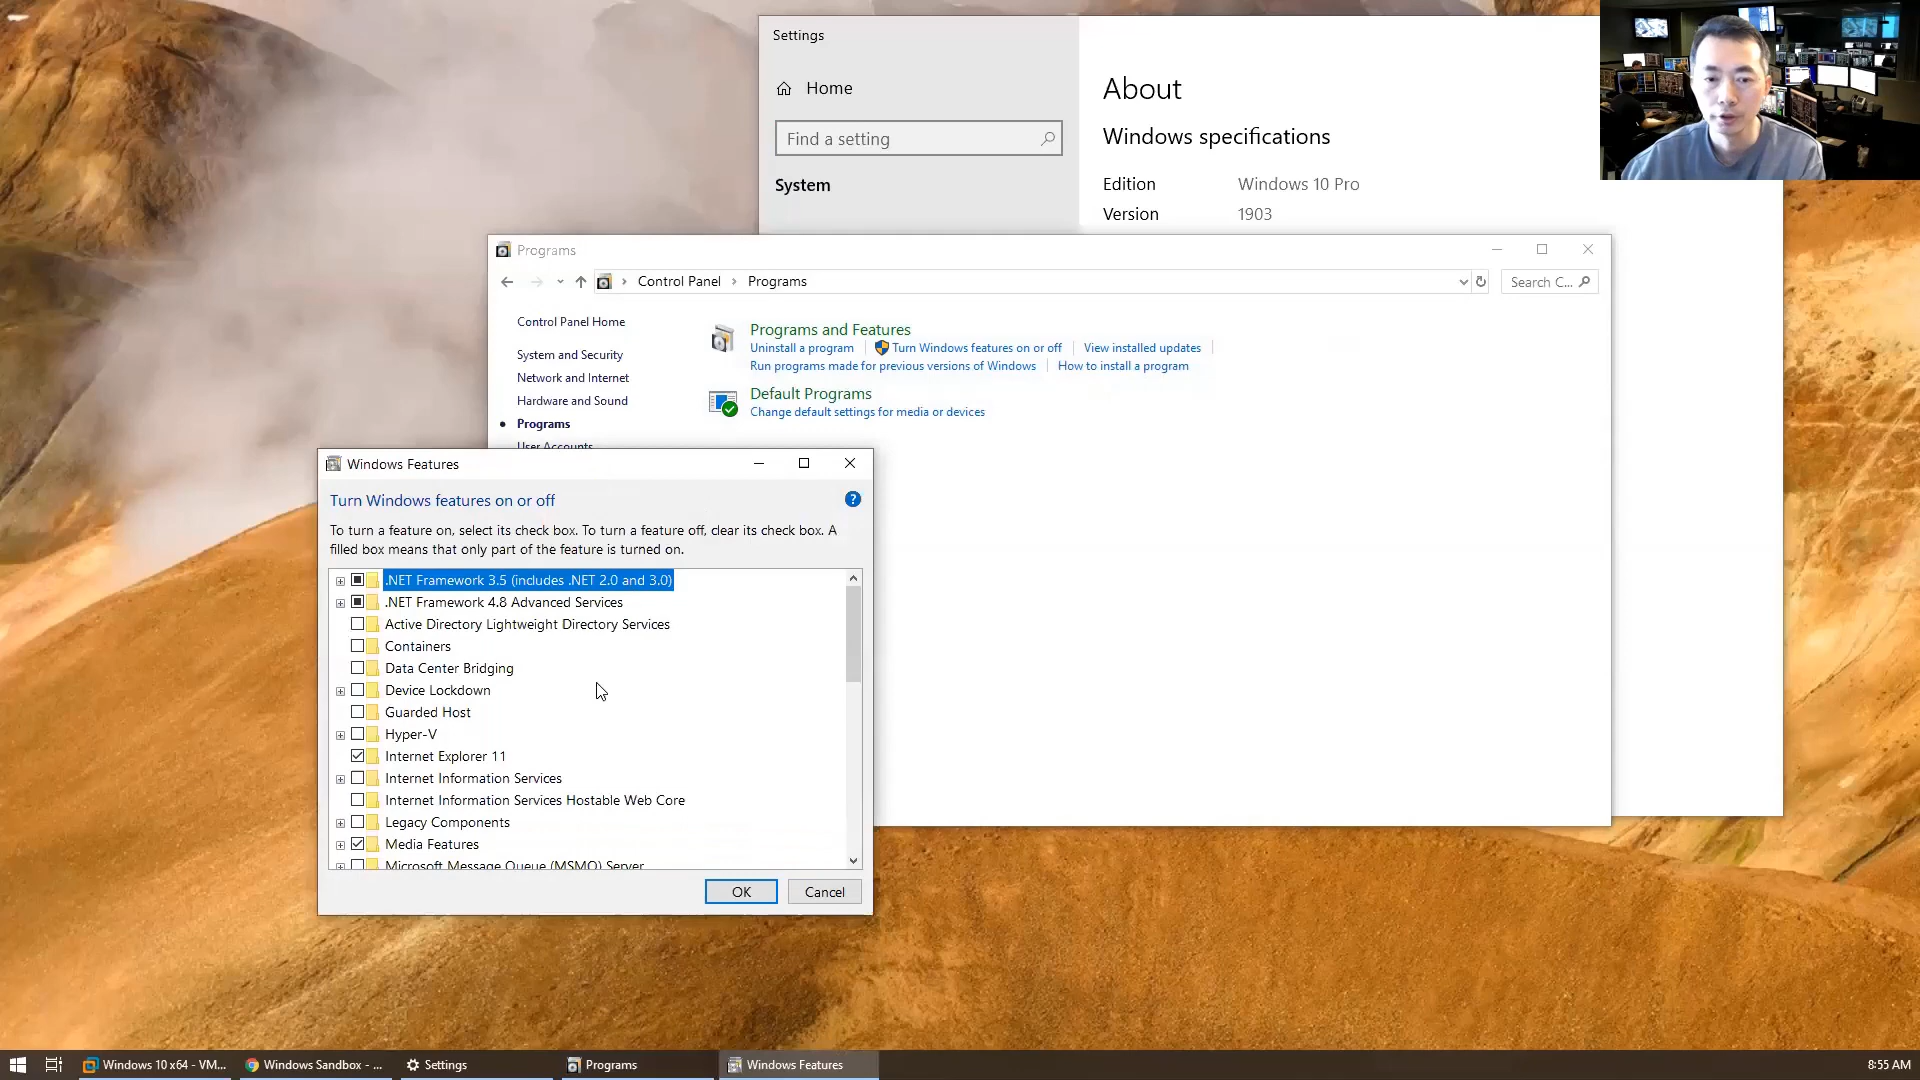 Settings
Home
Find a setting
System
About
Windows specifications
Edition Windows 10 Pro
Version 1903
Programs
Control Panel Programs
Search C...
Control Panel Home
System and Security
Network and Internet
Hardware and Sound
Programs
User Accounts
Programs and Features
Uninstall a program Turn Windows features on or off View installed updates
Run programs made for previous versions of Windows How to install a program
Default Programs
Change default settings for media or devices
Windows Features
Turn Windows features on or off
To turn a feature on, select its check box. To turn a feature off, clear its check box. A
filled box means that only part of the feature is turned on.
.NET Framework 3.5 (includes .NET 2.0 and 3.0)
.NET Framework 4.8 Advanced Services
Active Directory Lightweight Directory Services
Containers
Data Center Bridging
Device Lockdown
Guarded Host
Hyper-V
Internet Explorer 11
Internet Information Services
Internet Information Services Hostable Web Core
Legacy Components
Media Features
Microsoft Message Queue (MSMQ) Server
OK Cancel
Windows 10 x64 - VM... Windows Sandbox - ... Settings Programs Windows Features 8:55 AM